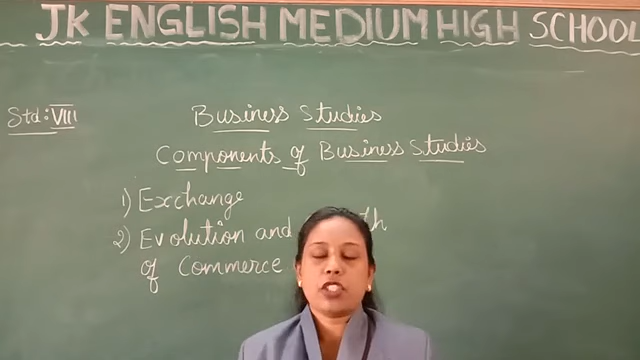 JK ENGLISH MEDIUM HIGH SCHOOL
Std: VIII
Business Studies
Components of Business Studies
1) Exchange
2) Evolution and
of Commerce